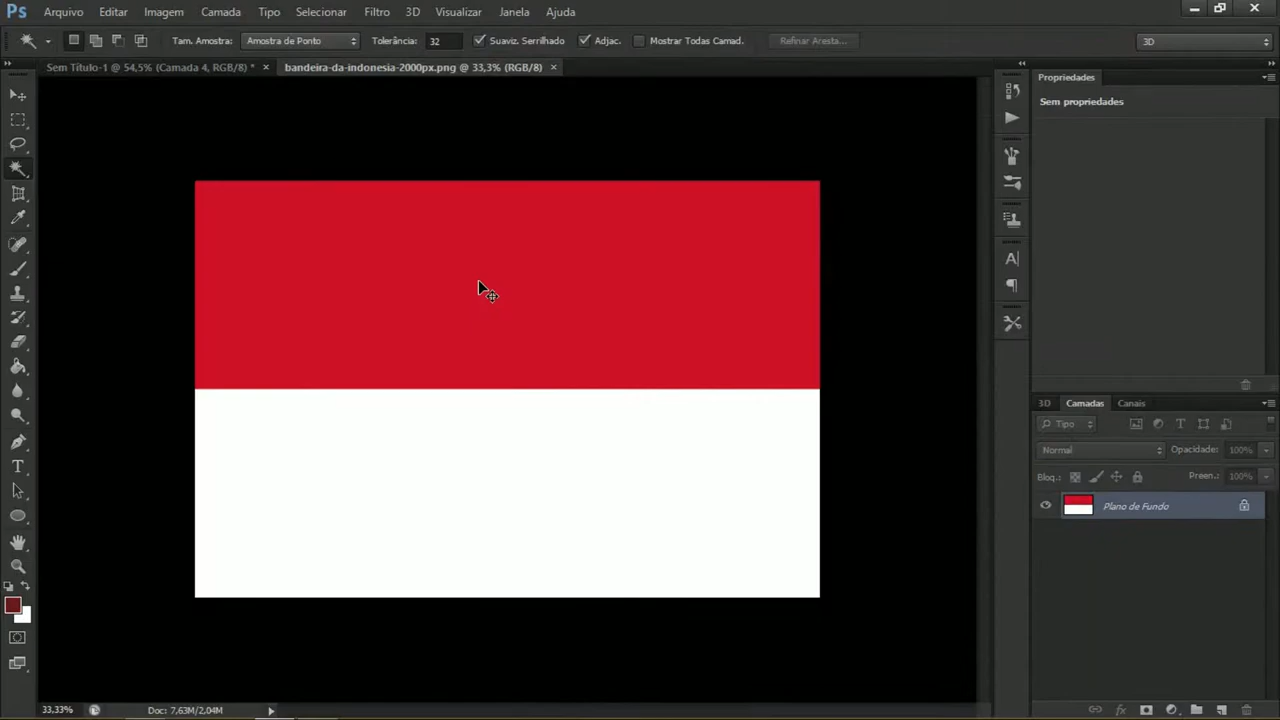 Ps Arquivo Editar Imagem Camada Tipo Selecionar Filtro 3D Visualizar Janela Ajuda
Tam. Amostra: Amostra de Ponto Tolerância: 32 Suaviz. Serrilhado Adjac. Mostrar Todas Camad. Refinar Aresta... 3D
Sem Título-1 @ 54,5% (Camada 4, RGB/8) * × bandeira-da-indonesia-2000px.png @ 33,3% (RGB/8) ×
Propriedades
Sem propriedades
3D Camadas Canais
Tipo
Normal Opacidade: 100%
Bloq.: Preen.: 100%
Plano de Fundo
33,33% Doc: 7,63M/2,04M